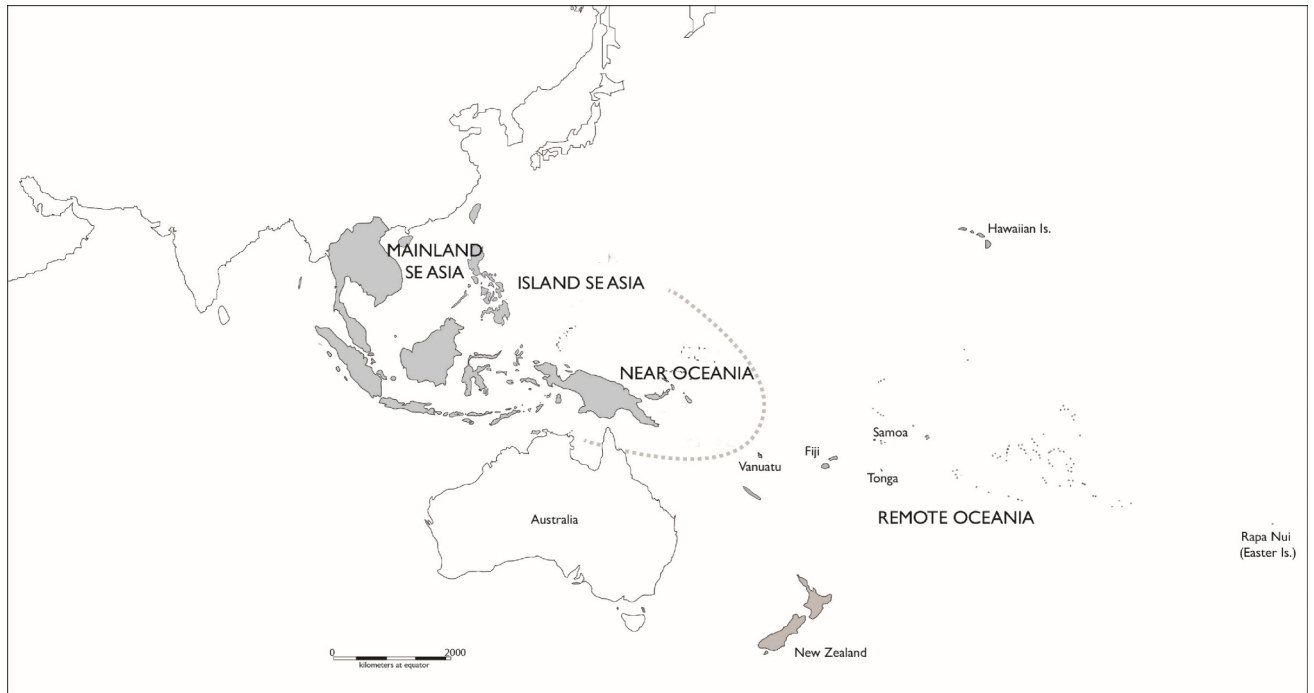 Hawaiian Is.
MAINLAND
SE ASIA
ISLAND SE ASIA
NEAR OCEANIA
Samoa
Fiji
Vanuatu
Tonga
REMOTE OCEANIA
Australia
Rapa Nui
(Easter Is.)
New Zealand
0 2000
kilometers at equator